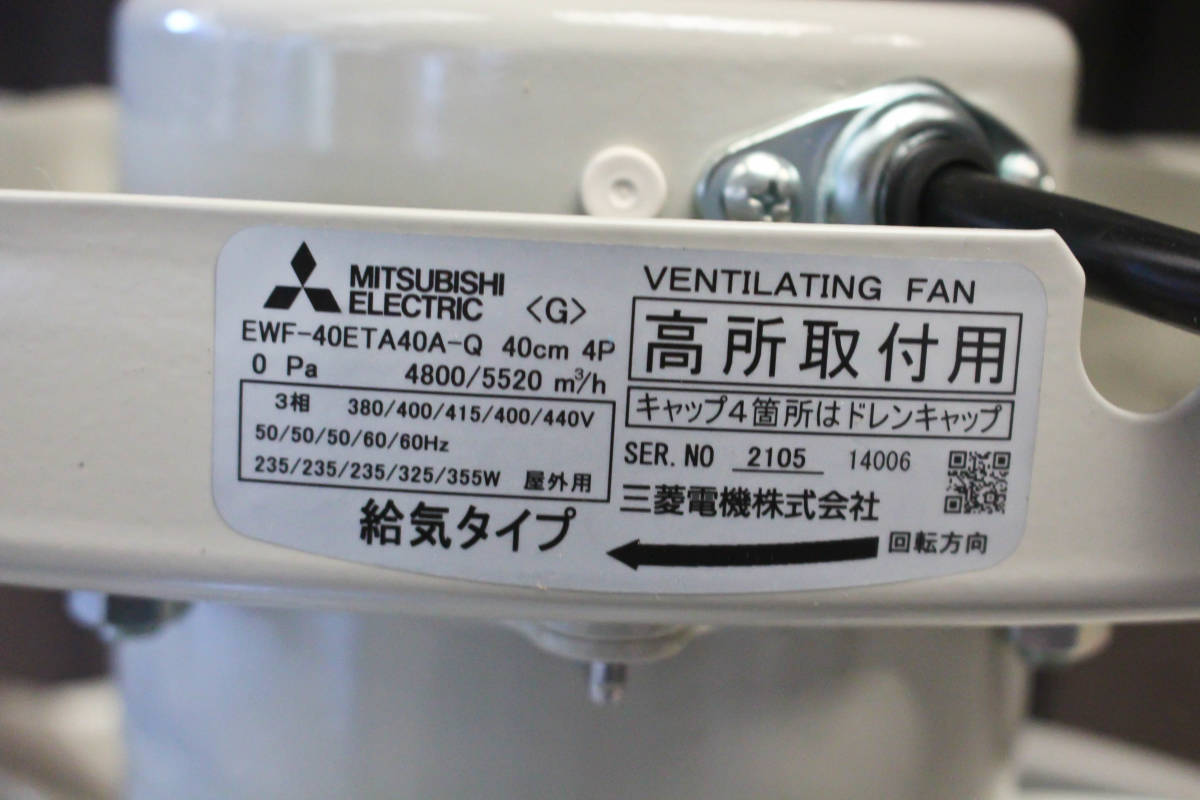 MITSUBISHI
ELECTRIC <G>
EWF-40ETA40A-Q 40cm 4P
0 Pa 4800/5520 m³/h
3相 380/400/415/400/440V
50/50/50/60/60Hz
235/235/235/325/355W 屋外用
給気タイプ
VENTILATING FAN
高所取付用
キャップ4箇所はドレンキャップ
SER.NO 2105 14006
三菱電機株式会社
回転方向